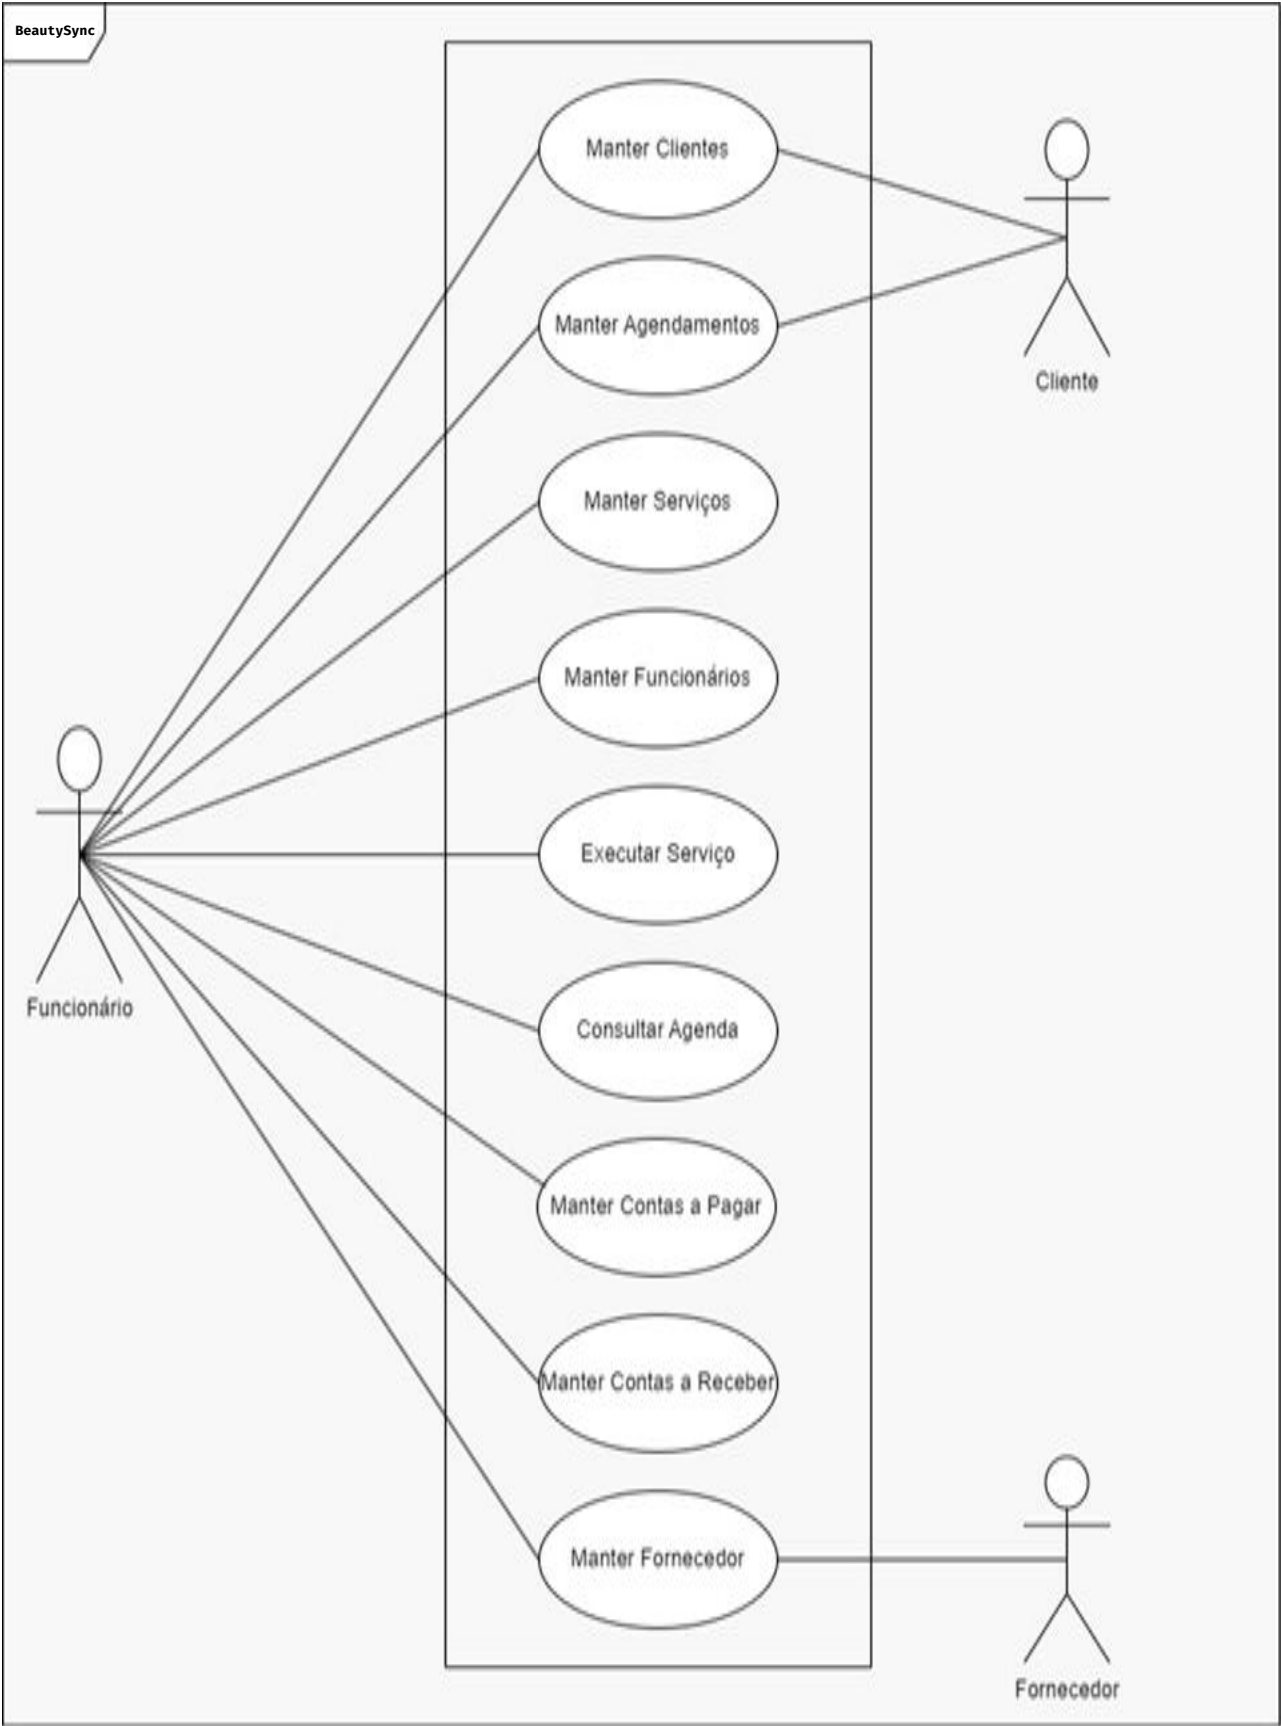 BeautySync
Manter Clientes
Manter Agendamentos
Cliente
Manter Serviços
Manter Funcionários
Executar Serviço
Funcionário
Consultar Agenda
Manter Contas a Pagar
Manter Contas a Receber
Manter Fornecedor
Fornecedor